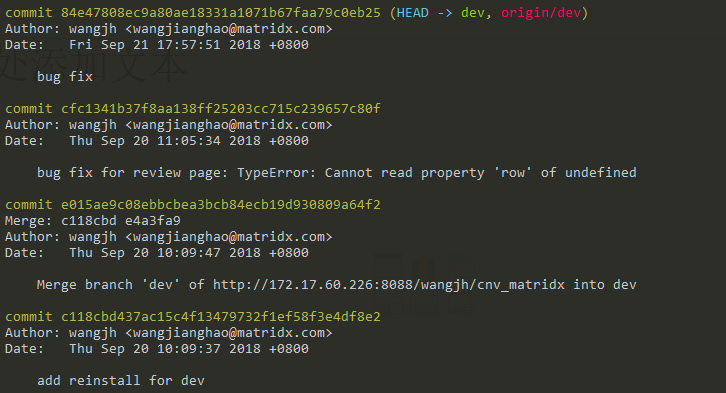 commit 84e47808ec9a80ae18331a1071b67faa79c0eb25 (HEAD -> dev, origin/dev)
Author: wangjh <wangjianghao@matridx.com>
Date:   Fri Sep 21 17:57:51 2018 +0800
处添加文本
bug fix
commit cfc1341b37f8aa138ff25203cc715c239657c80f
Author: wangjh <wangjianghao@matridx.com>
Date:   Thu Sep 20 11:05:34 2018 +0800
bug fix for review page: TypeError: Cannot read property 'row' of undefined
commit e015ae9c08ebbcbea3bcb84ecb19d930809a64f2
Merge: c118cbd e4a3fa9
Author: wangjh <wangjianghao@matridx.com>
Date:   Thu Sep 20 10:09:47 2018 +0800
Merge branch 'dev' of http://172.17.60.226:8088/wangjh/cnv_matridx into dev
commit c118cbd437ac15c4f13479732f1ef58f3e4df8e2
Author: wangjh <wangjianghao@matridx.com>
Date:   Thu Sep 20 10:09:37 2018 +0800
add reinstall for dev